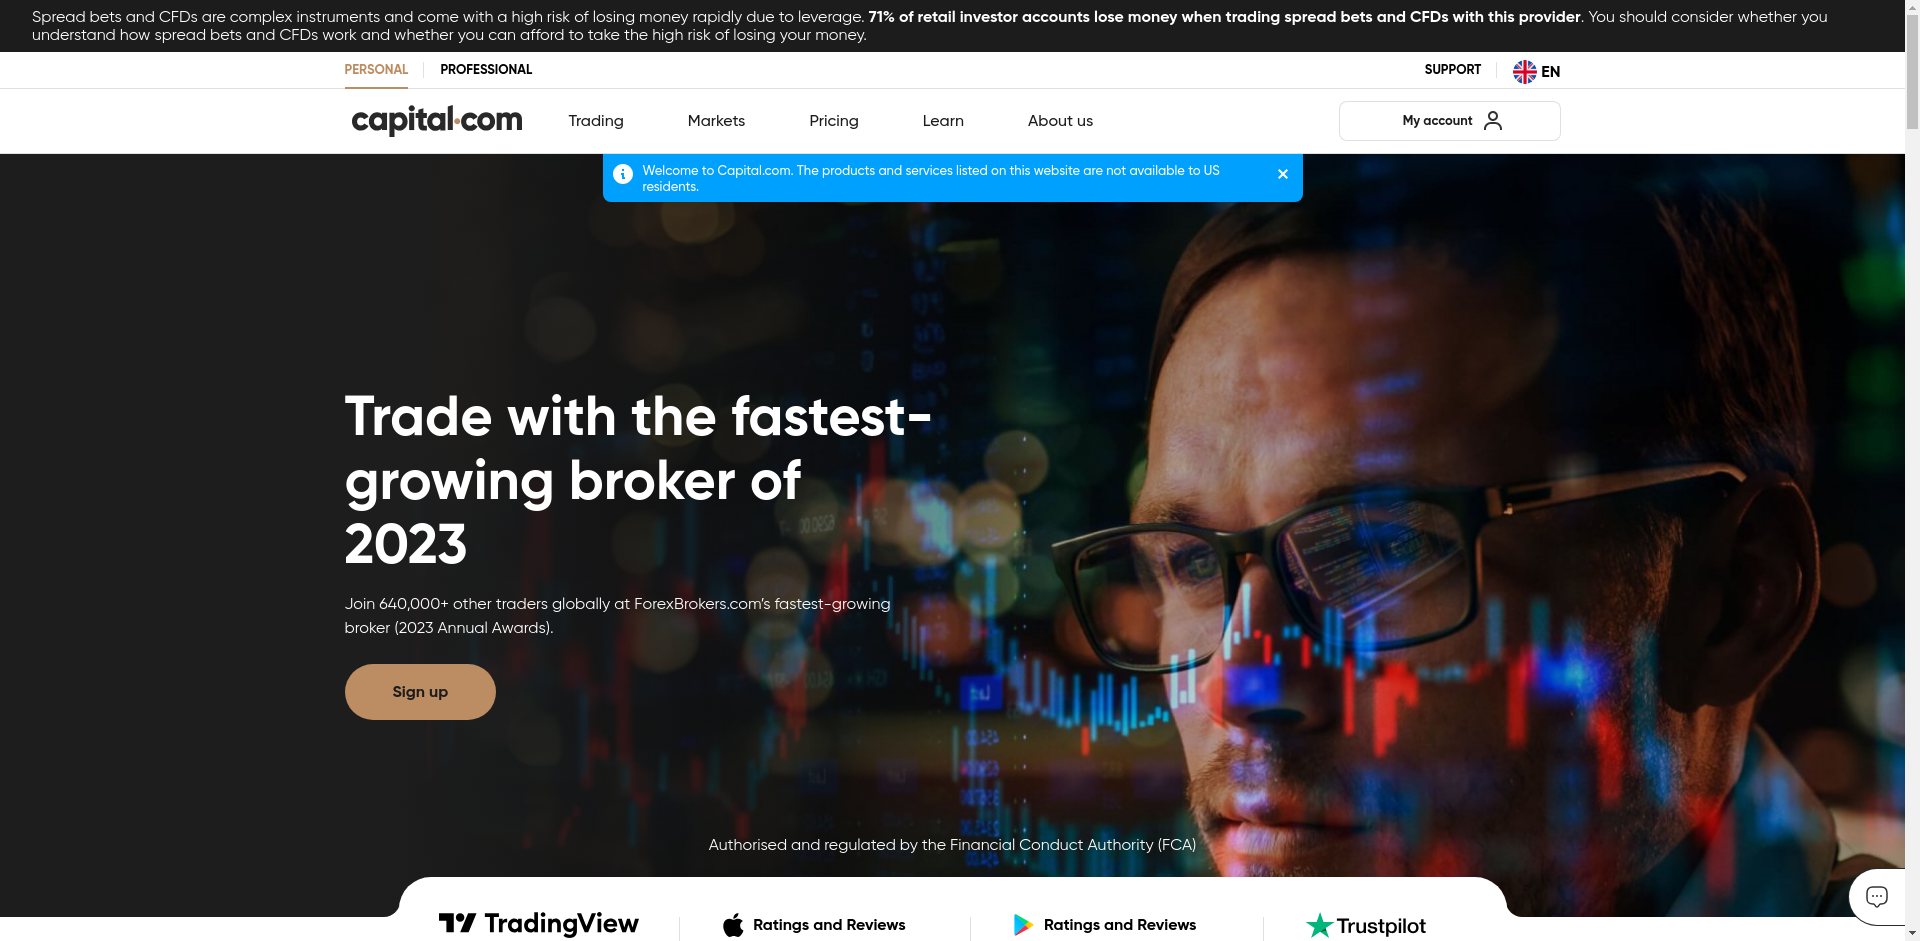 Spread bets and CFDs are complex instruments and come with a high risk of losing money rapidly due to leverage. 71% of retail investor accounts lose money when trading spread bets and CFDs with this provider. You should consider whether you
understand how spread bets and CFDs work and whether you can afford to take the high risk of losing your money.
PERSONAL PROFESSIONAL SUPPORT EN
capital.com Trading Markets Pricing Learn About us My account
Welcome to Capital.com. The products and services listed on this website are not available to US
residents.
Trade with the fastest-
growing broker of
2023
Join 640,000+ other traders globally at ForexBrokers.com’s fastest-growing
broker (2023 Annual Awards).
Sign up
Authorised and regulated by the Financial Conduct Authority (FCA)
TradingView Ratings and Reviews Ratings and Reviews Trustpilot